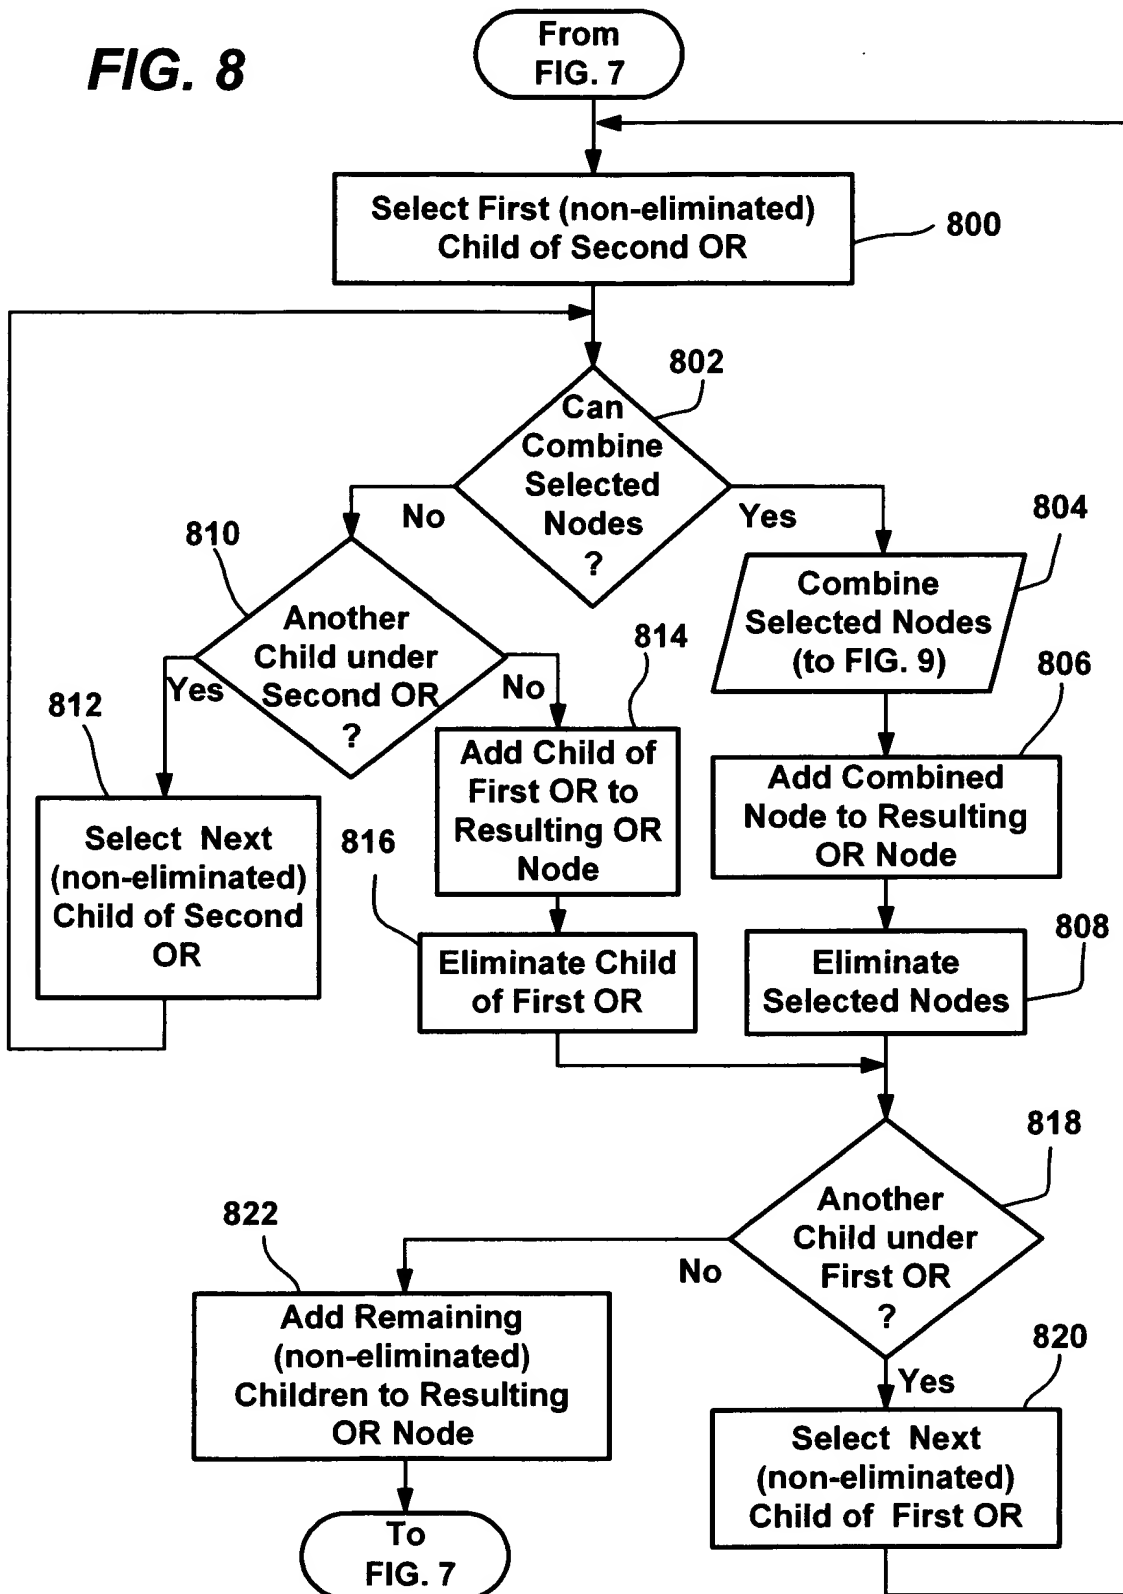 FIG. 8
From
FIG. 7
Select First (non-eliminated)
Child of Second OR
800
802
Can
Combine
Selected
Nodes
?
No
Yes
804
Combine
Selected Nodes
(to FIG. 9)
810
Another
Child under
Second OR
?
Yes
No
812
Select Next
(non-eliminated)
Child of Second
OR
814
Add Child of
First OR to
Resulting OR
Node
806
Add Combined
Node to Resulting
OR Node
816
Eliminate Child
of First OR
808
Eliminate
Selected Nodes
818
Another
Child under
First OR
?
No
Yes
822
Add Remaining
(non-eliminated)
Children to Resulting
OR Node
820
Select Next
(non-eliminated)
Child of First OR
To
FIG. 7